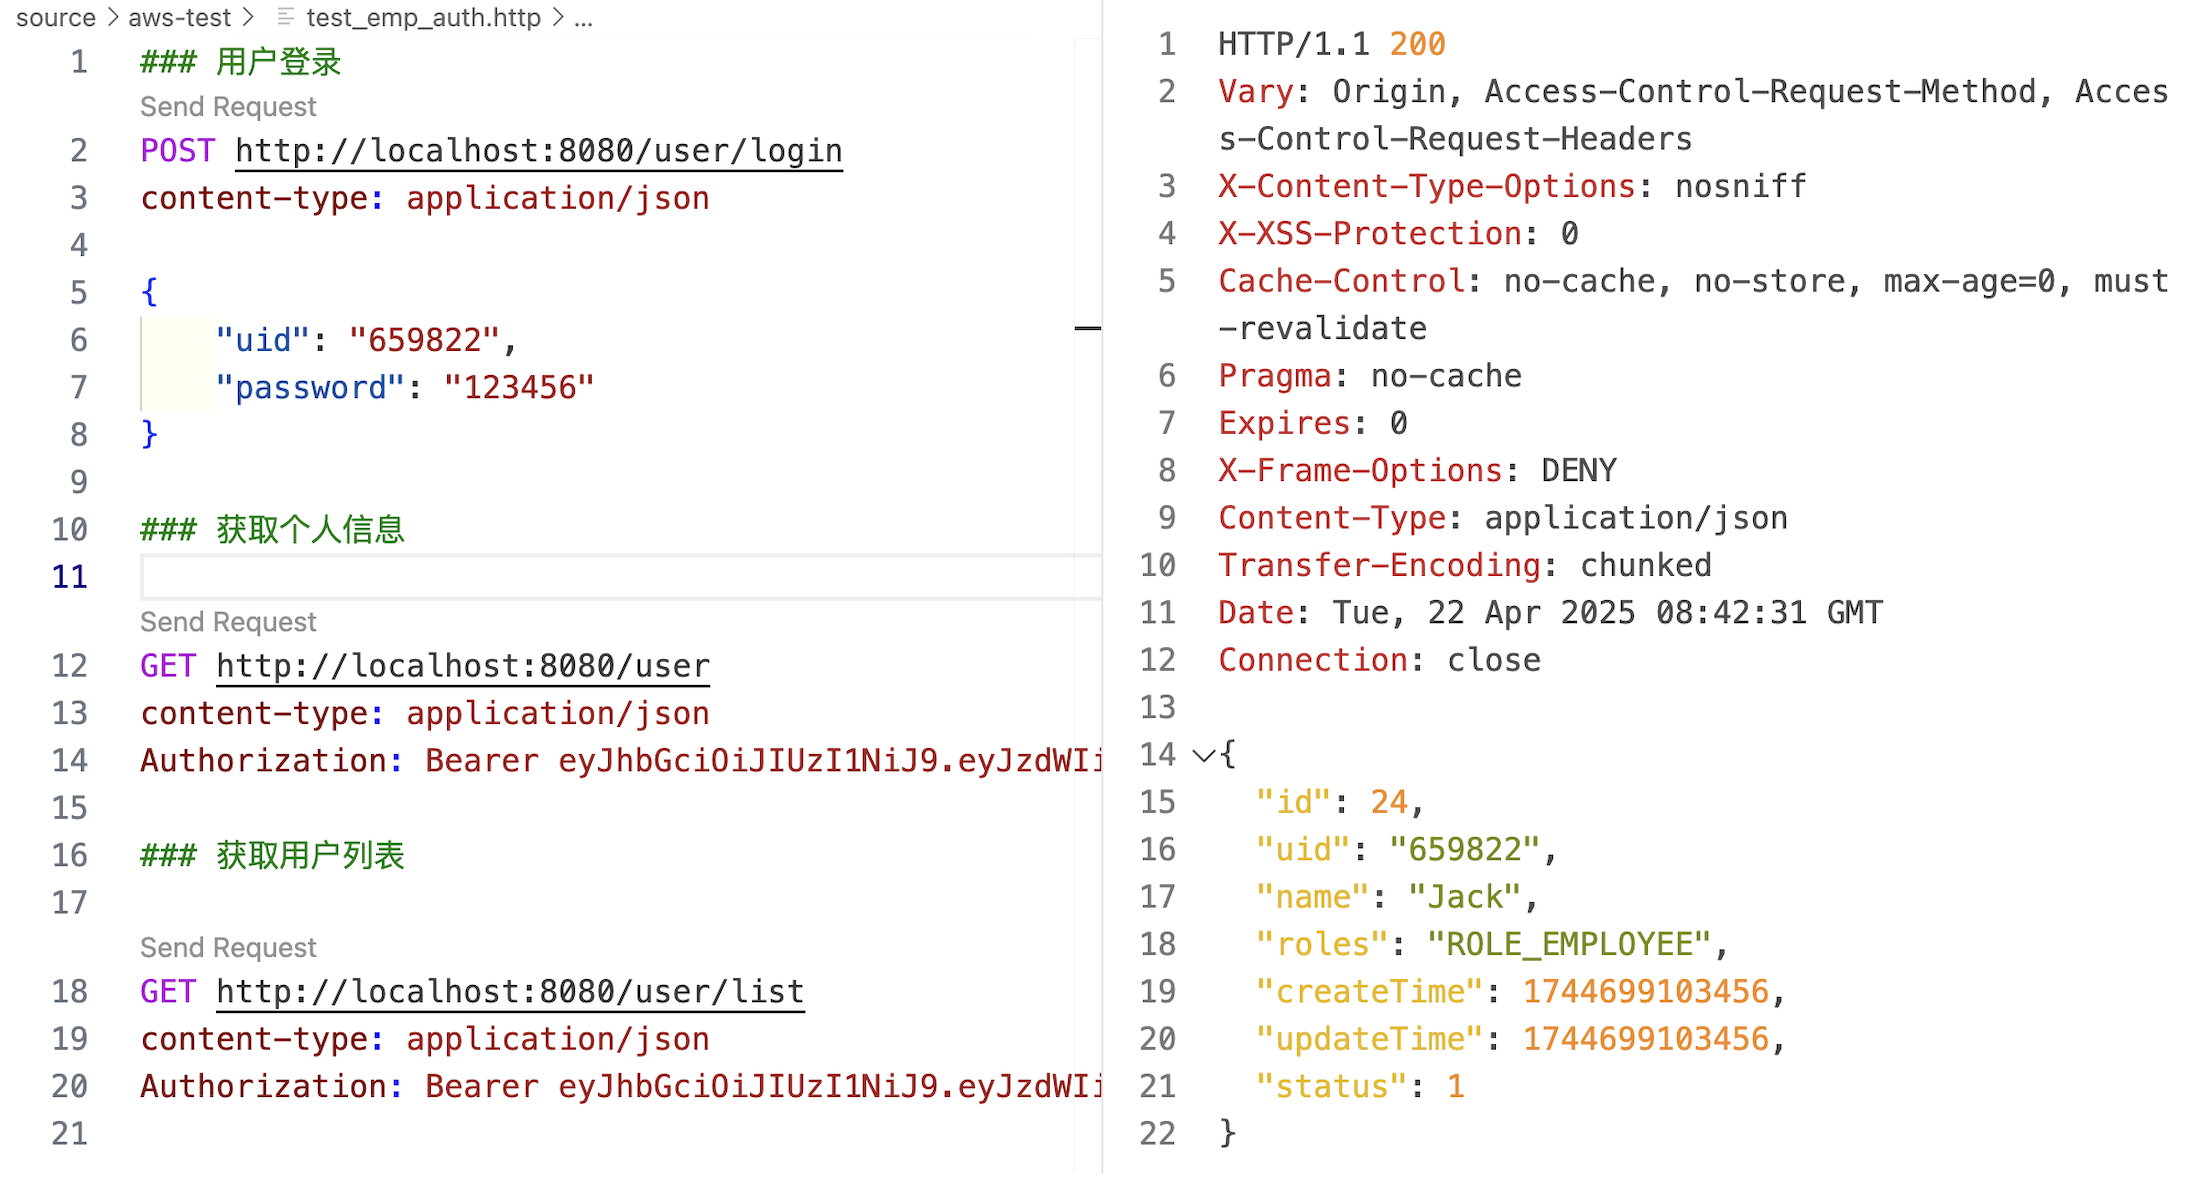 source > aws-test > test_emp_auth.http > ...
1 ### 用户登录
Send Request
2 POST http://localhost:8080/user/login
3 content-type: application/json
4
5 {
6 "uid": "659822",
7 "password": "123456"
8 }
9
10 ### 获取个人信息
11
Send Request
12 GET http://localhost:8080/user
13 content-type: application/json
14 Authorization: Bearer eyJhbGciOiJIUzI1NiJ9.eyJzdWIi
15
16 ### 获取用户列表
17
Send Request
18 GET http://localhost:8080/user/list
19 content-type: application/json
20 Authorization: Bearer eyJhbGciOiJIUzI1NiJ9.eyJzdWIi
21
1 HTTP/1.1 200
2 Vary: Origin, Access-Control-Request-Method, Acces
s-Control-Request-Headers
3 X-Content-Type-Options: nosniff
4 X-XSS-Protection: 0
5 Cache-Control: no-cache, no-store, max-age=0, must
-revalidate
6 Pragma: no-cache
7 Expires: 0
8 X-Frame-Options: DENY
9 Content-Type: application/json
10 Transfer-Encoding: chunked
11 Date: Tue, 22 Apr 2025 08:42:31 GMT
12 Connection: close
13
14 {
15 "id": 24,
16 "uid": "659822",
17 "name": "Jack",
18 "roles": "ROLE_EMPLOYEE",
19 "createTime": 1744699103456,
20 "updateTime": 1744699103456,
21 "status": 1
22 }